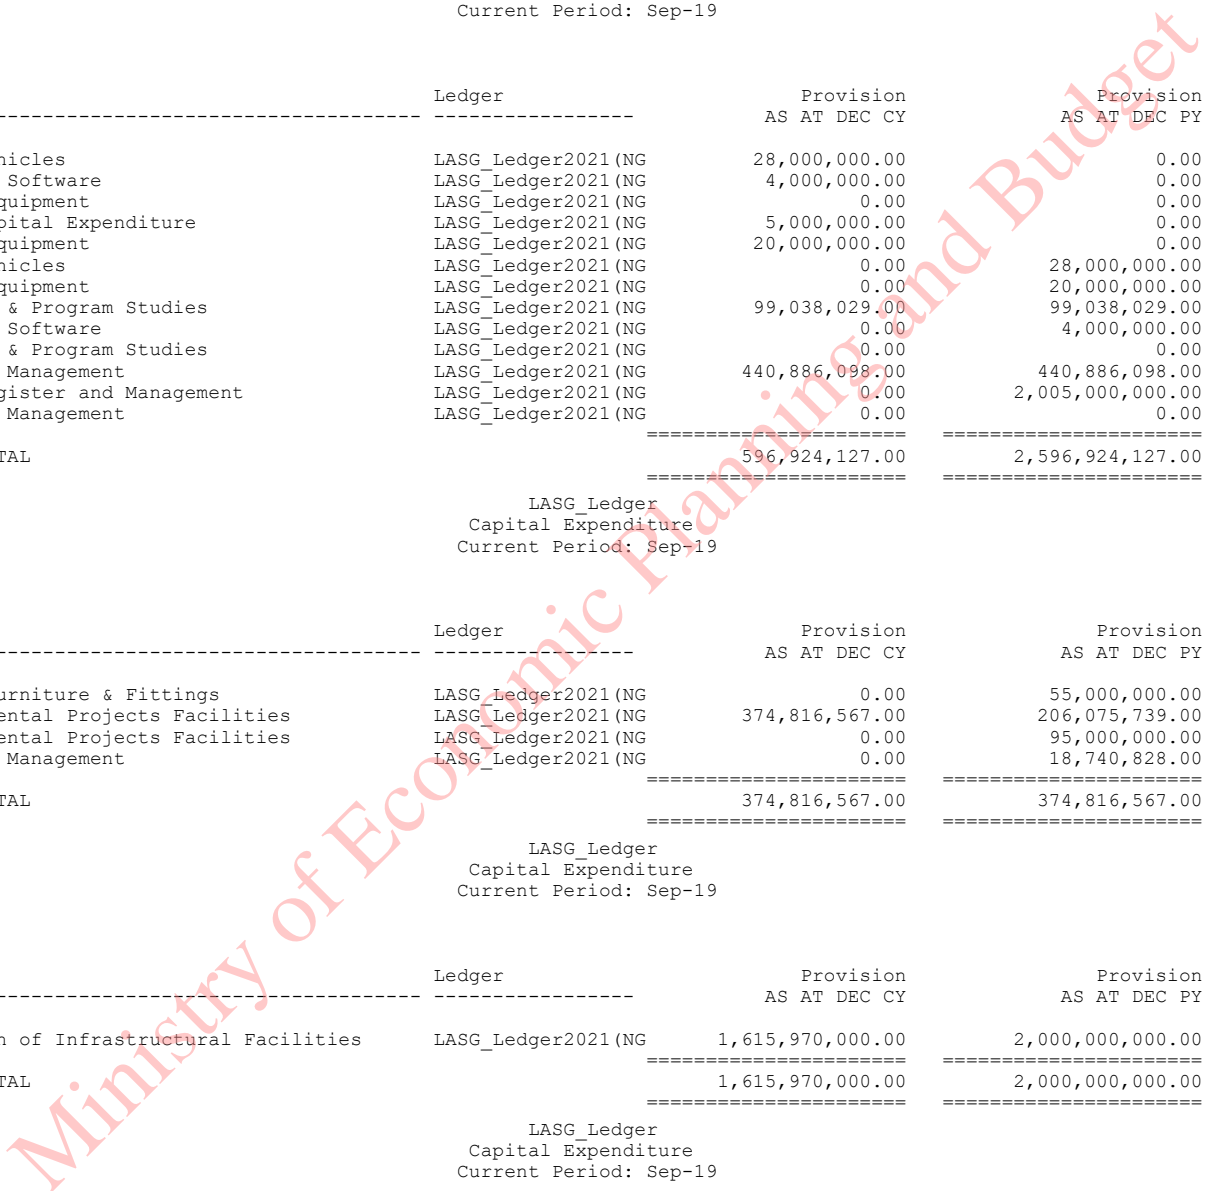 Current Period: Sep-19
Ledger Provision Provision
----------------------------------- ----------------- AS AT DEC CY AS AT DEC PY
hicles LASG_Ledger2021(NG 28,000,000.00 0.00
Software LASG_Ledger2021(NG 4,000,000.00 0.00
quipment LASG_Ledger2021(NG 0.00 0.00
pital Expenditure LASG_Ledger2021(NG 5,000,000.00 0.00
quipment LASG_Ledger2021(NG 20,000,000.00 0.00
hicles LASG_Ledger2021(NG 0.00 28,000,000.00
quipment LASG_Ledger2021(NG 0.00 20,000,000.00
& Program Studies LASG_Ledger2021(NG 99,038,029.00 99,038,029.00
Software LASG_Ledger2021(NG 0.00 4,000,000.00
& Program Studies LASG_Ledger2021(NG 0.00 0.00
Management LASG_Ledger2021(NG 440,886,098.00 440,886,098.00
gister and Management LASG_Ledger2021(NG 0.00 2,005,000,000.00
Management LASG_Ledger2021(NG 0.00 0.00
====================== ======================
TAL 596,924,127.00 2,596,924,127.00
====================== ======================
LASG_Ledger
Capital Expenditure
Current Period: Sep-19
Ledger Provision Provision
----------------------------------- ----------------- AS AT DEC CY AS AT DEC PY
urniture & Fittings LASG_Ledger2021(NG 0.00 55,000,000.00
ental Projects Facilities LASG_Ledger2021(NG 374,816,567.00 206,075,739.00
ental Projects Facilities LASG_Ledger2021(NG 0.00 95,000,000.00
Management LASG_Ledger2021(NG 0.00 18,740,828.00
====================== ======================
TAL 374,816,567.00 374,816,567.00
====================== ======================
LASG_Ledger
Capital Expenditure
Current Period: Sep-19
Ledger Provision Provision
----------------------------------- ----------------- AS AT DEC CY AS AT DEC PY
n of Infrastructural Facilities LASG_Ledger2021(NG 1,615,970,000.00 2,000,000,000.00
====================== ======================
TAL 1,615,970,000.00 2,000,000,000.00
====================== ======================
LASG_Ledger
Capital Expenditure
Current Period: Sep-19
Ministry of Economic Planning and Budget